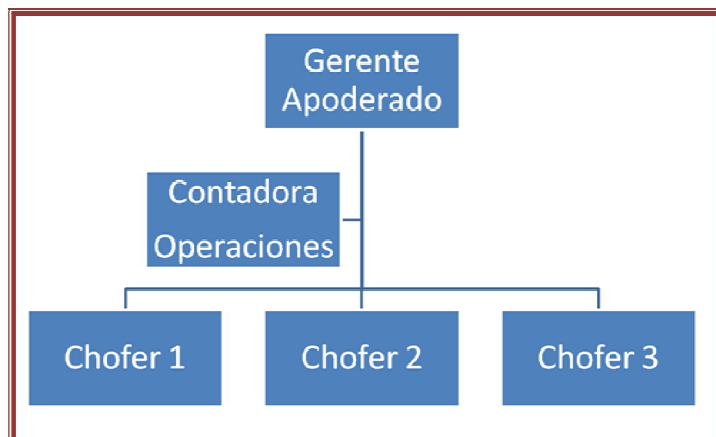 Gerente
Apoderado
Contadora
Operaciones
Chofer 1
Chofer 2
Chofer 3